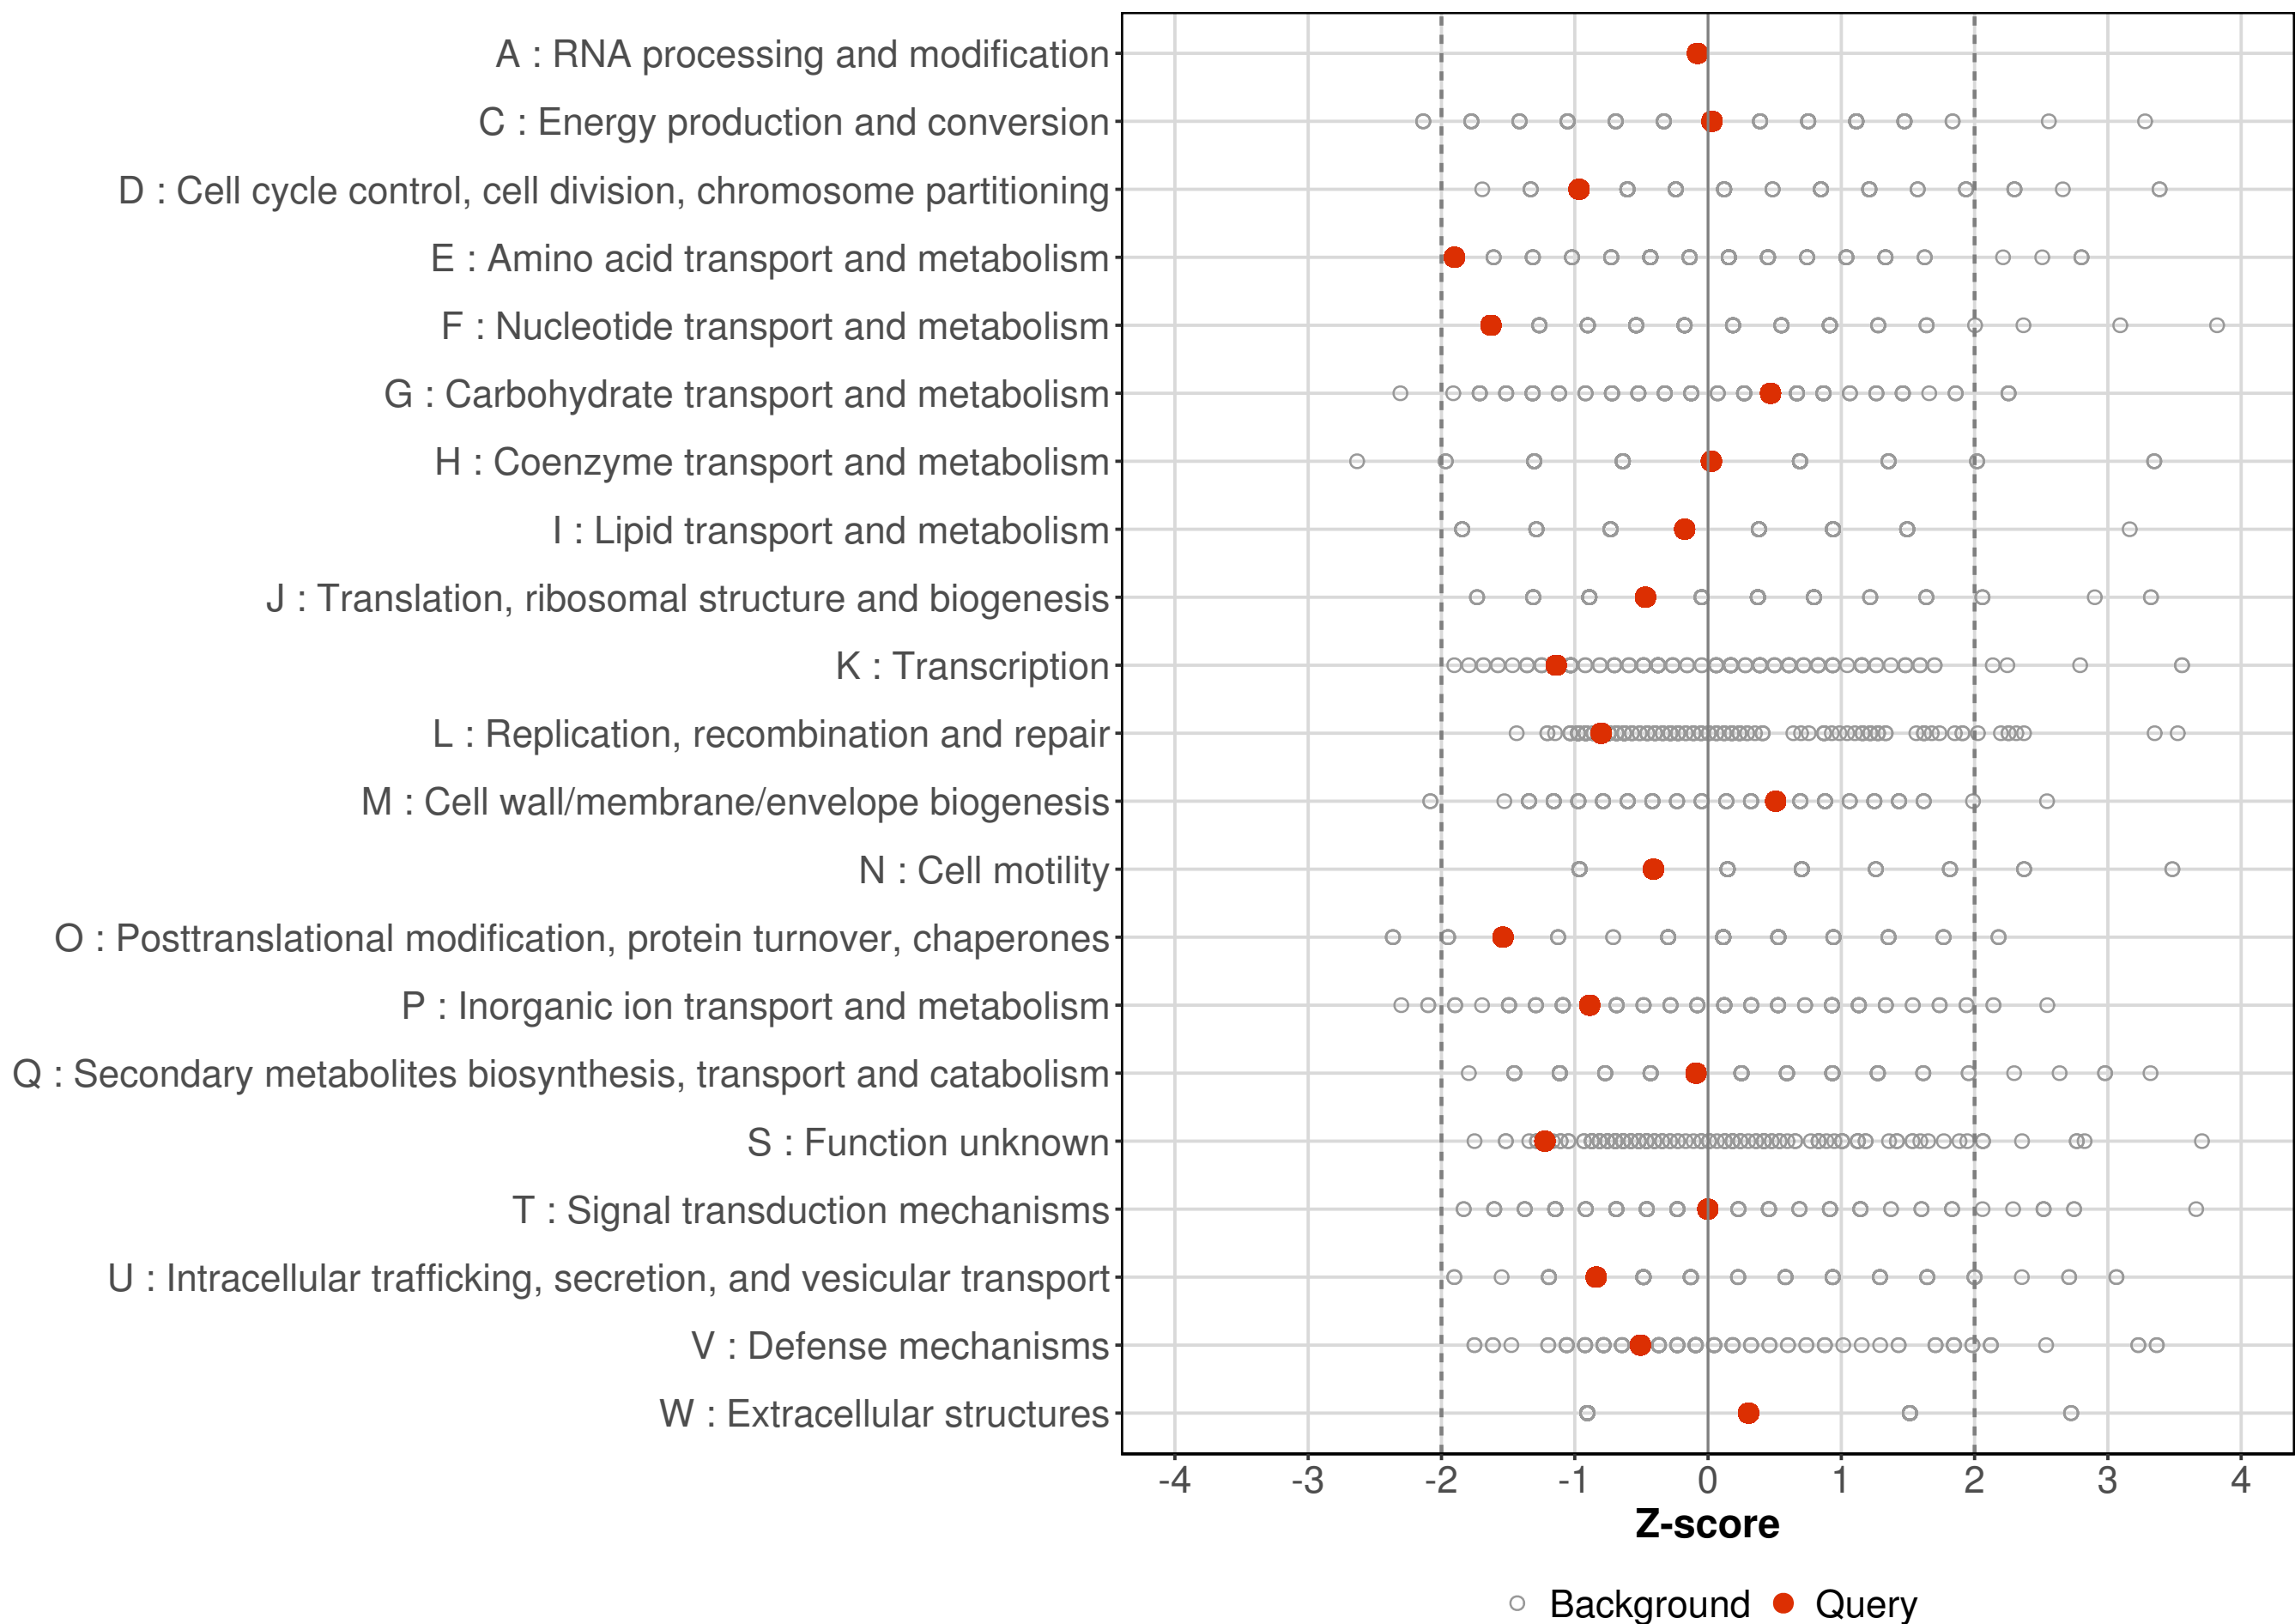 A : RNA processing and modification
C : Energy production and conversion
D : Cell cycle control, cell division, chromosome partitioning
E : Amino acid transport and metabolism
F : Nucleotide transport and metabolism
G : Carbohydrate transport and metabolism
H : Coenzyme transport and metabolism
I : Lipid transport and metabolism
J : Translation, ribosomal structure and biogenesis
K : Transcription
L : Replication, recombination and repair
M : Cell wall/membrane/envelope biogenesis
N : Cell motility
O : Posttranslational modification, protein turnover, chaperones
P : Inorganic ion transport and metabolism
Q : Secondary metabolites biosynthesis, transport and catabolism
S : Function unknown
T : Signal transduction mechanisms
U : Intracellular trafficking, secretion, and vesicular transport
V : Defense mechanisms
W : Extracellular structures
-4 -3 -2 -1 0 1 2 3 4
Z-score
Background Query